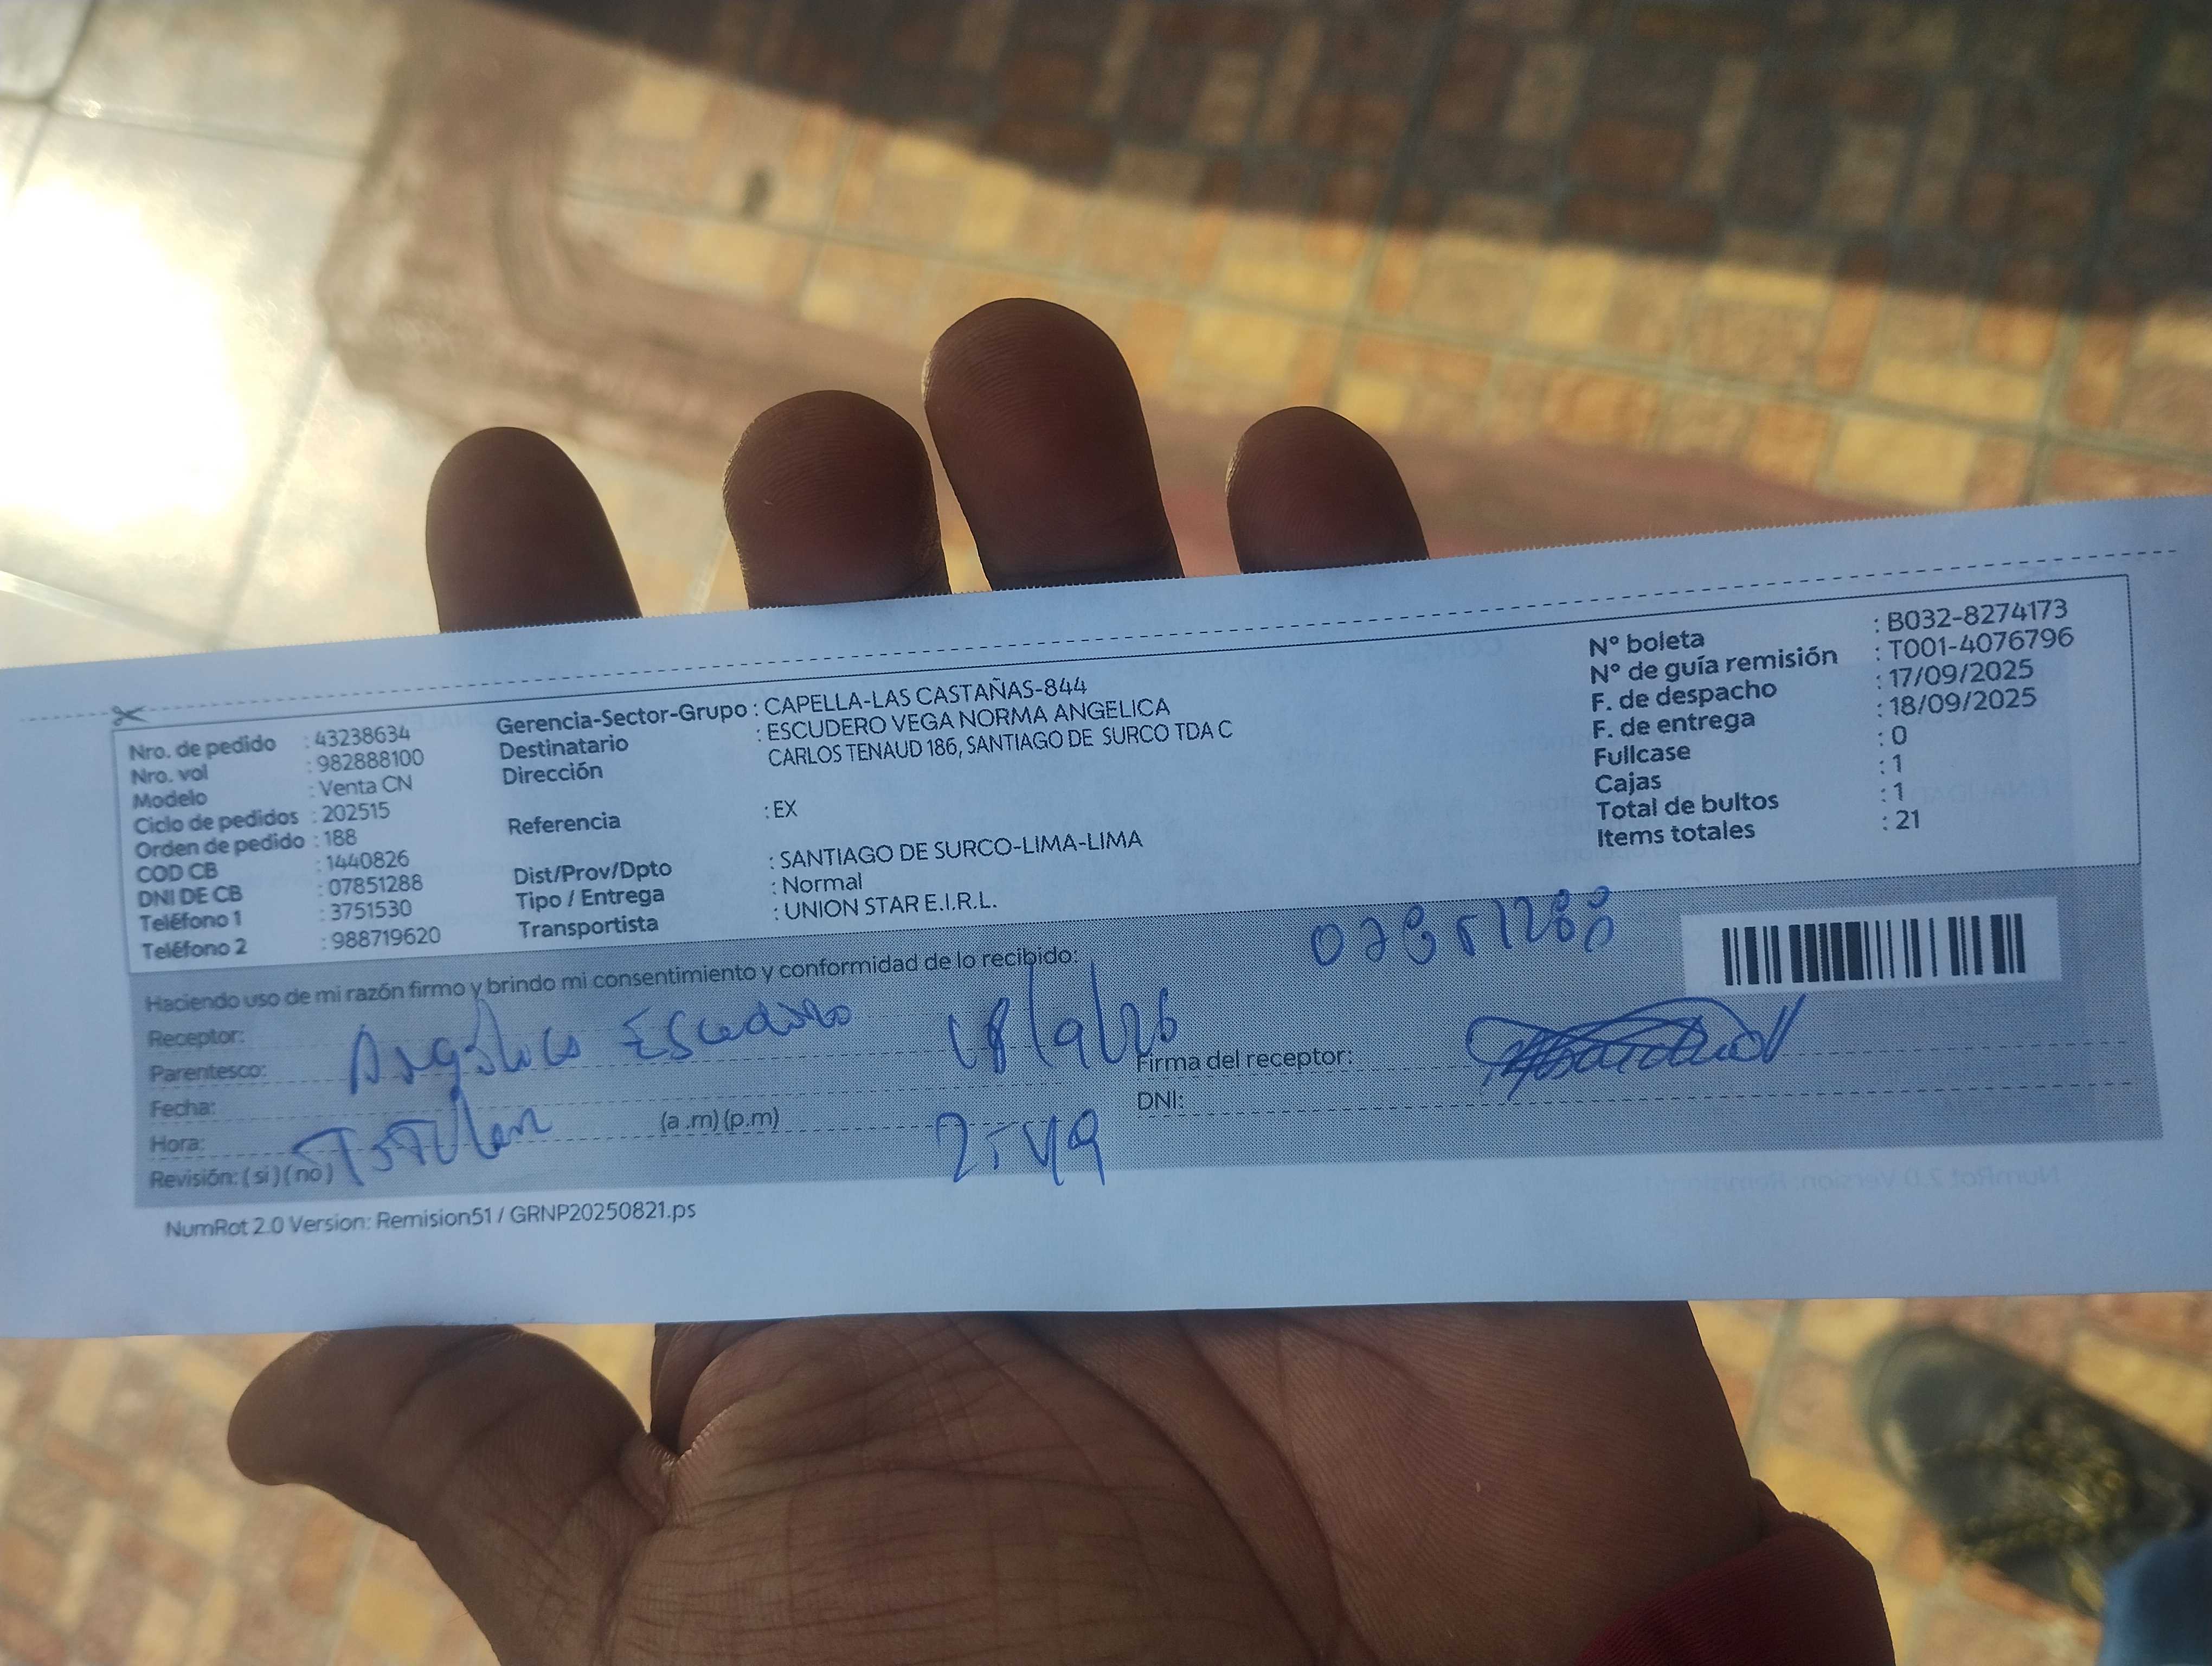 Nro. de pedido : 43238634
Nro. vol : 982888100
Modelo : Venta CN
Ciclo de pedidos : 202515
Orden de pedido : 188
COD CB : 1440826
DNI DE CB : 07851288
Teléfono 1 : 3751530
Teléfono 2 : 988719620
Gerencia-Sector-Grupo : CAPELLA-LAS CASTAÑAS-844
Destinatario : ESCUDERO VEGA NORMA ANGELICA
Dirección CARLOS TENAUD 186, SANTIAGO DE SURCO TDA C
Referencia : EX
Dist/Prov/Dpto : SANTIAGO DE SURCO-LIMA-LIMA
Tipo / Entrega : Normal
Transportista : UNION STAR E.I.R.L.
N° boleta : B032-8274173
N° de guía remisión : T001-4076796
F. de despacho : 17/09/2025
F. de entrega : 18/09/2025
Fullcase : 0
Cajas : 1
Total de bultos : 1
Items totales : 21
Haciendo uso de mi razón firmo y brindo mi consentimiento y conformidad de lo recibido:
07851288
Receptor:
Angélica Escudero
Parentesco:
Fecha:
Hora: (a .m) (p.m)
Revisión: ( si ) ( no )
Firma del receptor:
DNI:
NumRot 2.0 Version: Remision51 / GRNP20250821.ps